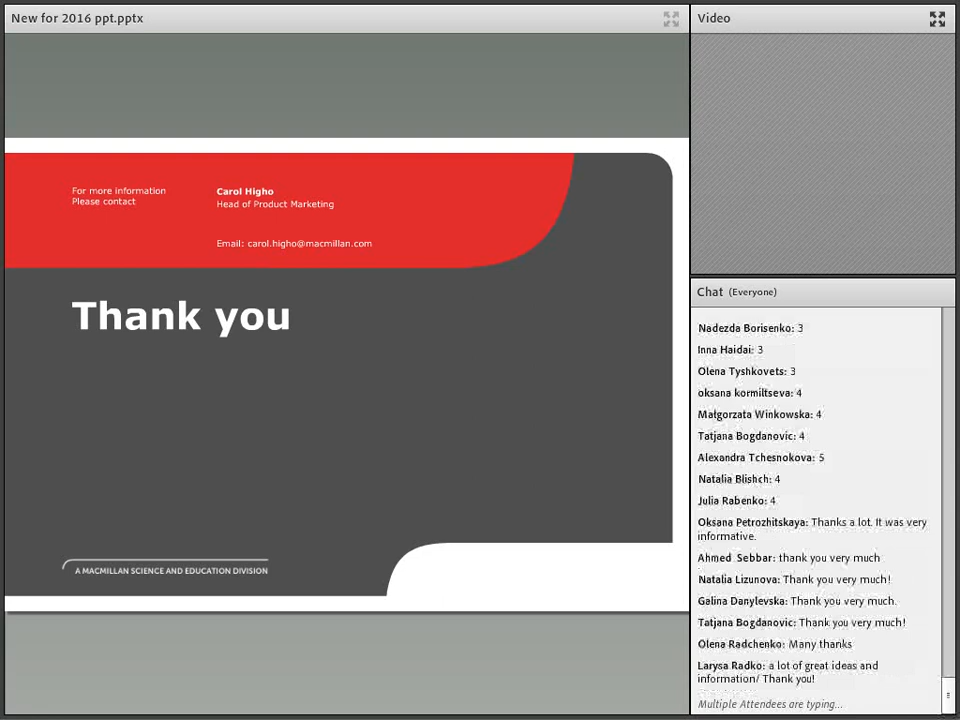 New for 2016 ppt.pptx
For more information
Please contact
Carol Higho
Head of Product Marketing
Email: carol.higho@macmillan.com
Thank you
A MACMILLAN SCIENCE AND EDUCATION DIVISION
Video
Chat (Everyone)
Nadezda Borisenko: 3
Inna Haidai: 3
Olena Tyshkovets: 3
oksana kormiltseva: 4
Małgorzata Winkowska: 4
Tatjana Bogdanovic: 4
Alexandra Tchesnokova: 5
Natalia Blishch: 4
Julia Rabenko: 4
Oksana Petrozhitskaya: Thanks a lot. It was very
informative.
Ahmed Sebbar: thank you very much
Natalia Lizunova: Thank you very much!
Galina Danylevska: Thank you very much.
Tatjana Bogdanovic: Thank you very much!
Olena Radchenko: Many thanks
Larysa Radko: a lot of great ideas and
information/ Thank you!
Multiple Attendees are typing...